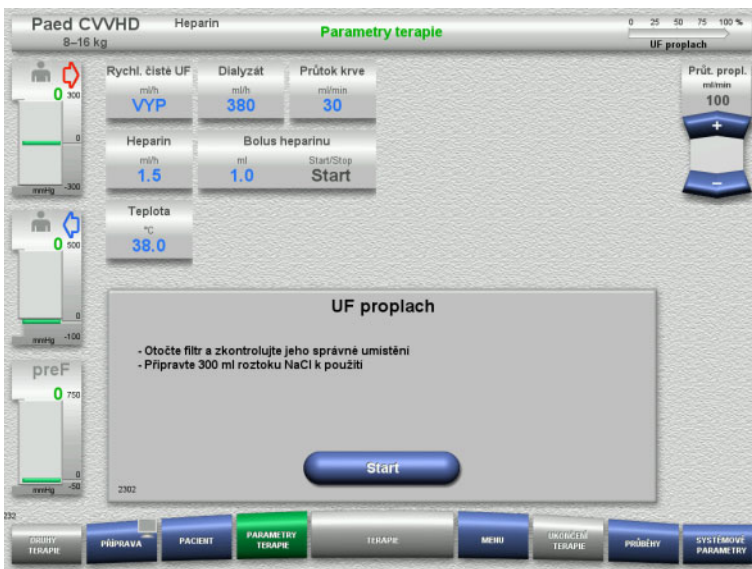 Paed CVVHD Heparin Parametry terapie 0 25 50 75 100 %
8–16 kg UF proplach
Rychl. čisté UF Dialyzát Průtok krve Průt. propl.
ml/h ml/h ml/min ml/min
VYP 380 30 100
0 300
0
mmHg -300
+
–
Heparin Bolus heparinu
ml/h ml Start/Stop
1.5 1.0 Start
Teplota
°C
38.0
0 500
0
mmHg -100
UF proplach
- Otočte filtr a zkontrolujte jeho správné umístění
- Připravte 300 ml roztoku NaCl k použití
preF
0 750
0
mmHg -50
Start
2302
232
DRUHY TERAPIE
PŘÍPRAVA
PACIENT
PARAMETRY TERAPIE
TERAPIE
MENU
UKONČENÍ TERAPIE
PRŮBĚHY
SYSTÉMOVÉ PARAMETRY